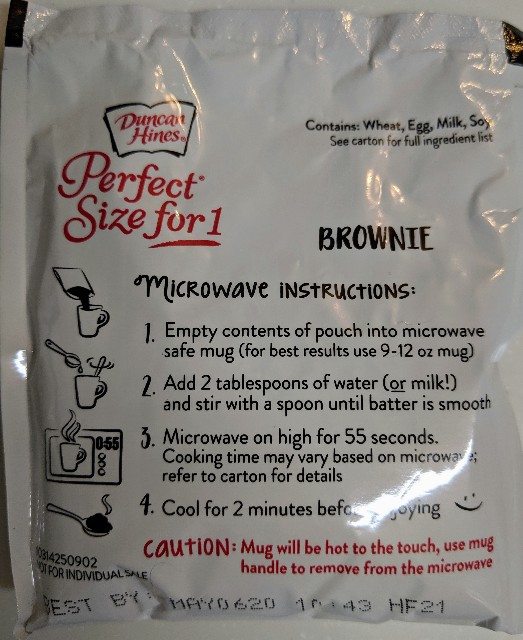 Duncan
Hines®
Perfect®
Size for 1
Contains: Wheat, Egg, Milk, Soy
See carton for full ingredient list
BROWNIE
MICROWAVE INSTRUCTIONS:
1. Empty contents of pouch into microwave
safe mug (for best results use 9-12 oz mug)
2. Add 2 tablespoons of water (or milk!)
and stir with a spoon until batter is smooth
0:55
3. Microwave on high for 55 seconds.
Cooking time may vary based on microwave;
refer to carton for details
4. Cool for 2 minutes
CAUTION: Mug will be hot to the touch, use mug
handle to remove from the microwave
FOR INDIVIDUAL SALE
BY: MAY0620 HF21